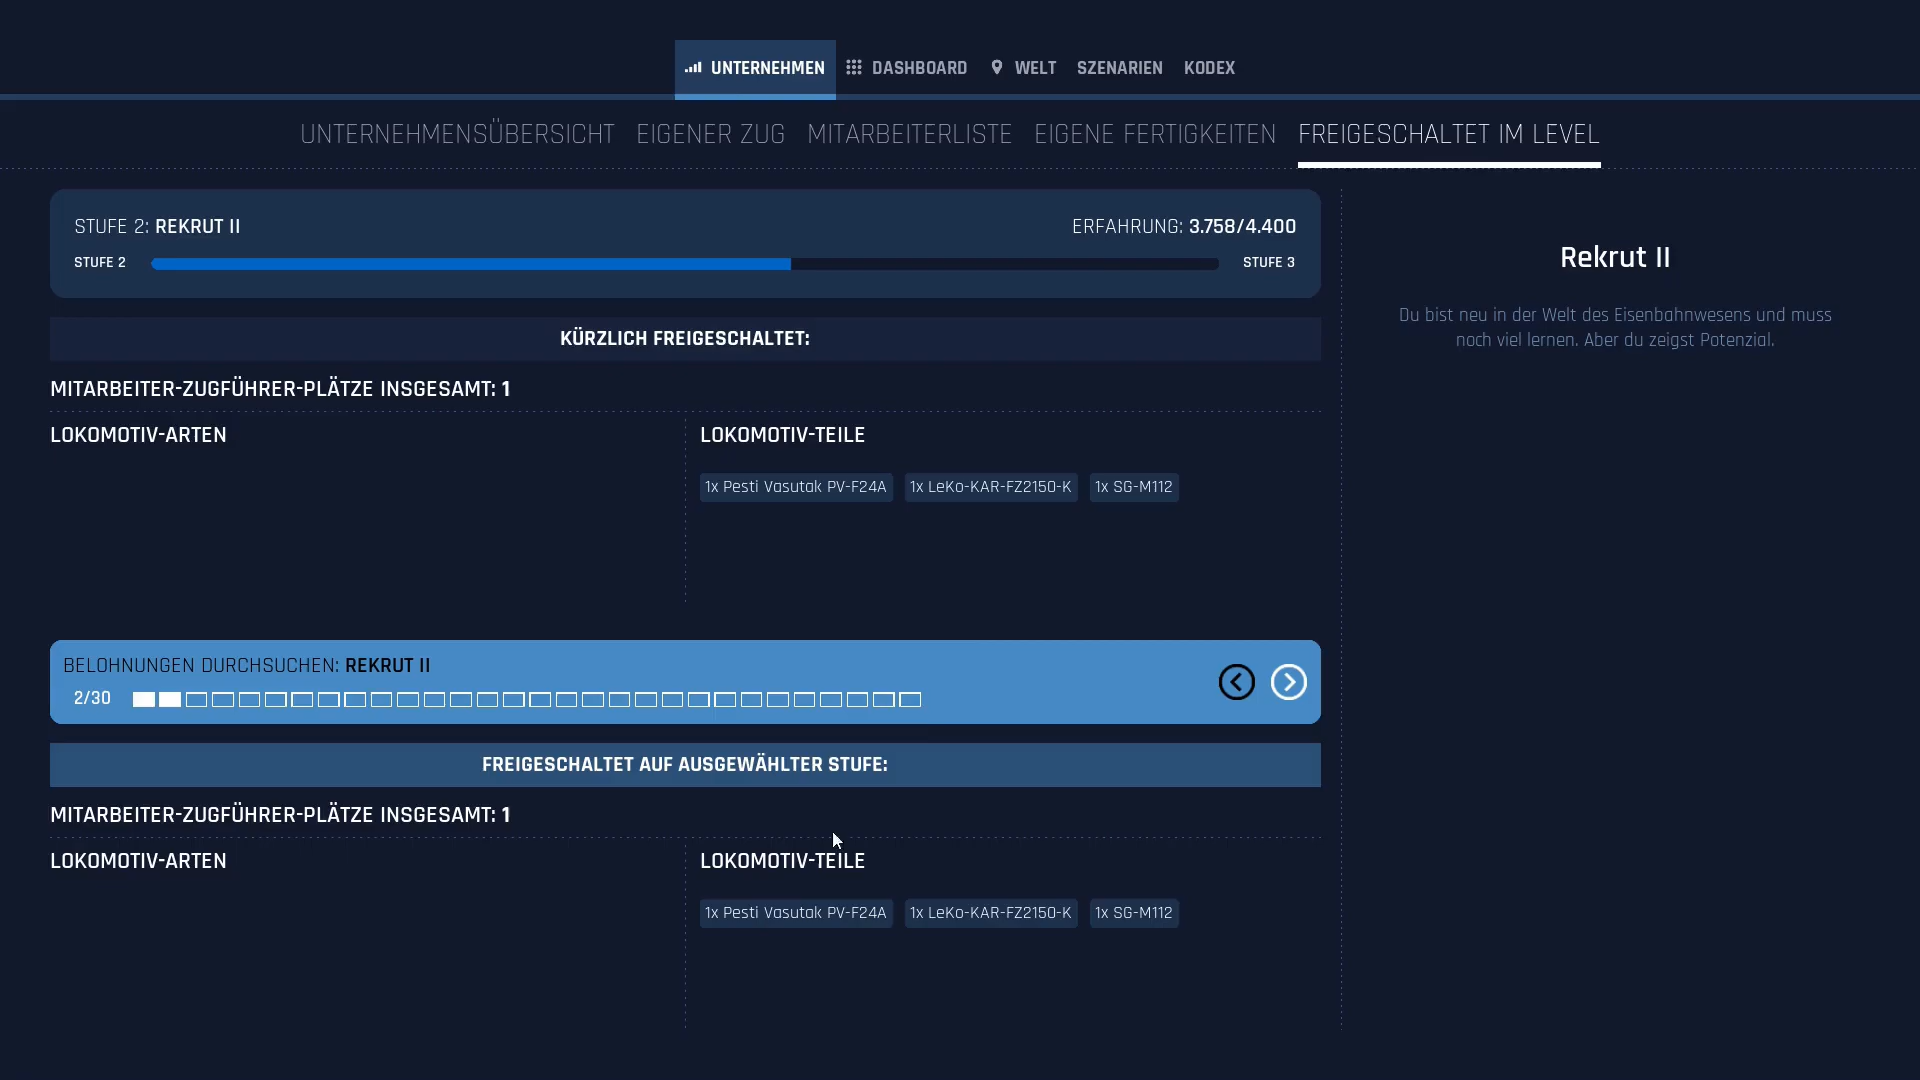 UNTERNEHMEN DASHBOARD WELT SZENARIEN KODEX
UNTERNEHMENSÜBERSICHT EIGENER ZUG MITARBEITERLISTE EIGENE FERTIGKEITEN FREIGESCHALTET IM LEVEL
STUFE 2: REKRUT II
ERFAHRUNG: 3.758/4.400
STUFE 2
STUFE 3
KÜRZLICH FREIGESCHALTET:
MITARBEITER-ZUGFÜHRER-PLÄTZE INSGESAMT: 1
LOKOMOTIV-ARTEN
LOKOMOTIV-TEILE
1x Pesti Vasutak PV-F24A 1x LeKo-KAR-FZ2150-K 1x SG-M112
BELOHNUNGEN DURCHSUCHEN: REKRUT II
2/30
FREIGESCHALTET AUF AUSGEWÄHLTER STUFE:
MITARBEITER-ZUGFÜHRER-PLÄTZE INSGESAMT: 1
LOKOMOTIV-ARTEN
LOKOMOTIV-TEILE
1x Pesti Vasutak PV-F24A 1x LeKo-KAR-FZ2150-K 1x SG-M112
Rekrut II
Du bist neu in der Welt des Eisenbahnwesens und muss
noch viel lernen. Aber du zeigst Potenzial.